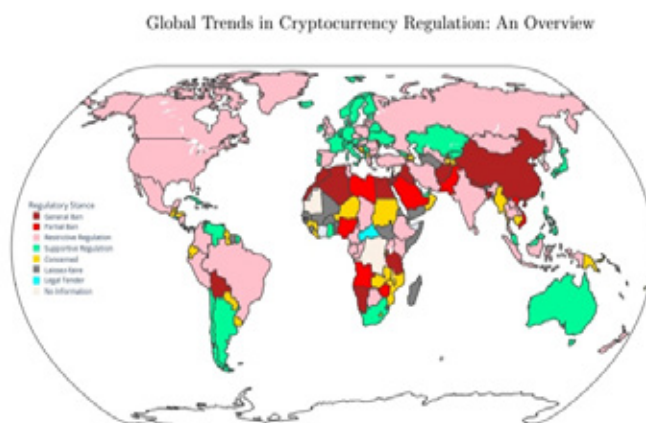 Global Trends in Cryptocurrency Regulation: An Overview
Regulatory Stance
General Ban
Partial Ban
Restrictive Regulation
Supportive Regulation
Concerned
Laissez-faire
Legal Tender
No Information